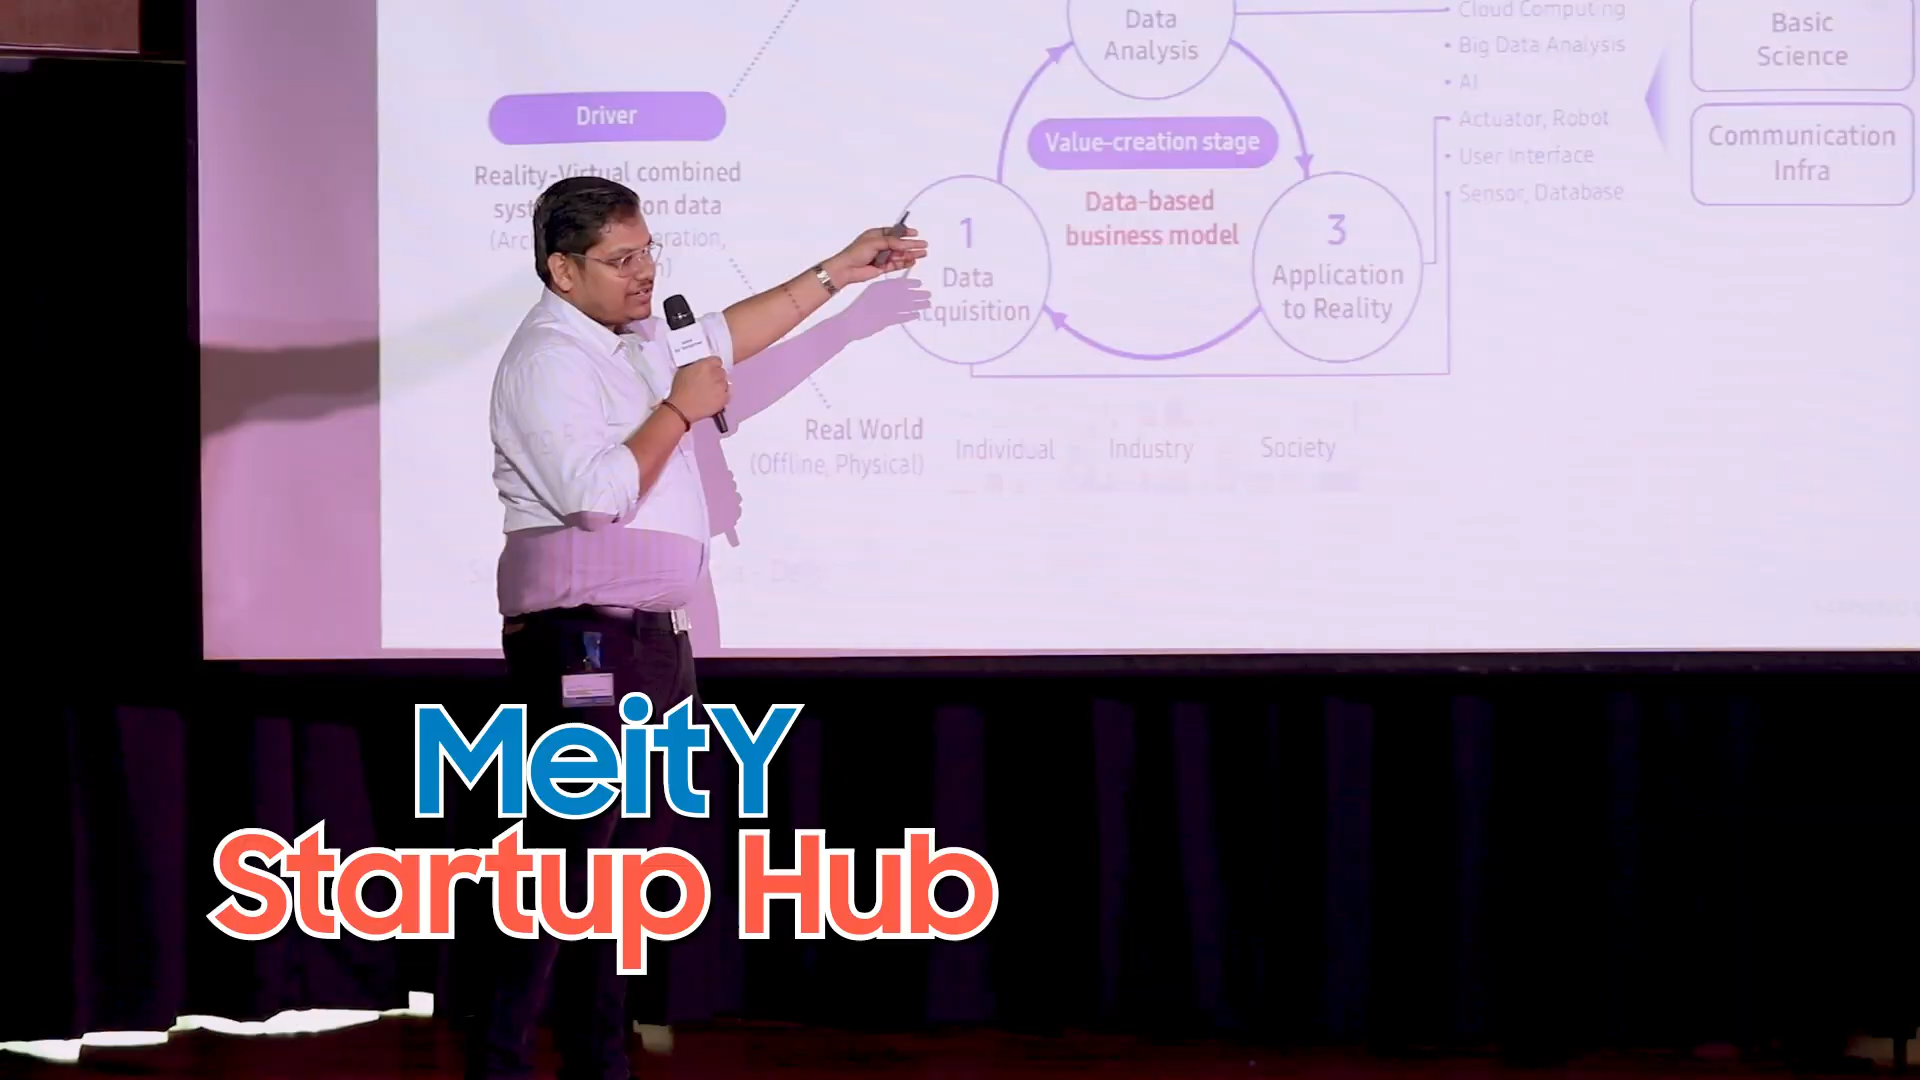 Data
Analysis
Cloud Computing
• Big Data Analysis
• AI
• Actuator, Robot
• User Interface
• Sensor, Database
Basic
Science
Communication
Infra
Driver
Reality-Virtual combined
on data
Value-creation stage
Data-based
business model
1
Data
3
Application
to Reality
Real World
(Offline, Physical)
Individual
Industry
Society
MeitY
Startup Hub